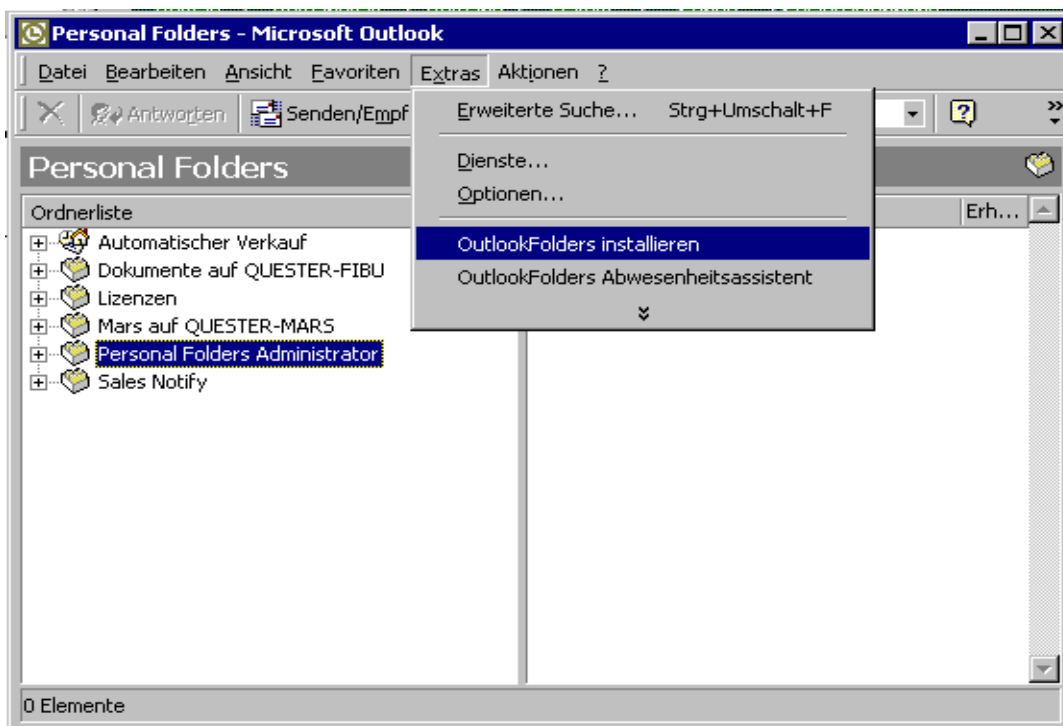 Personal Folders - Microsoft Outlook
Datei Bearbeiten Ansicht Favoriten Extras Aktionen ?
Antworten Senden/Empf
Erweiterte Suche... Strg+Umschalt+F
Dienste...
Optionen...
OutlookFolders installieren
OutlookFolders Abwesenheitsassistent
Personal Folders
Ordnerliste Erh...
Automatischer Verkauf
Dokumente auf QUESTER-FIBU
Lizenzen
Mars auf QUESTER-MARS
Personal Folders Administrator
Sales Notify
0 Elemente